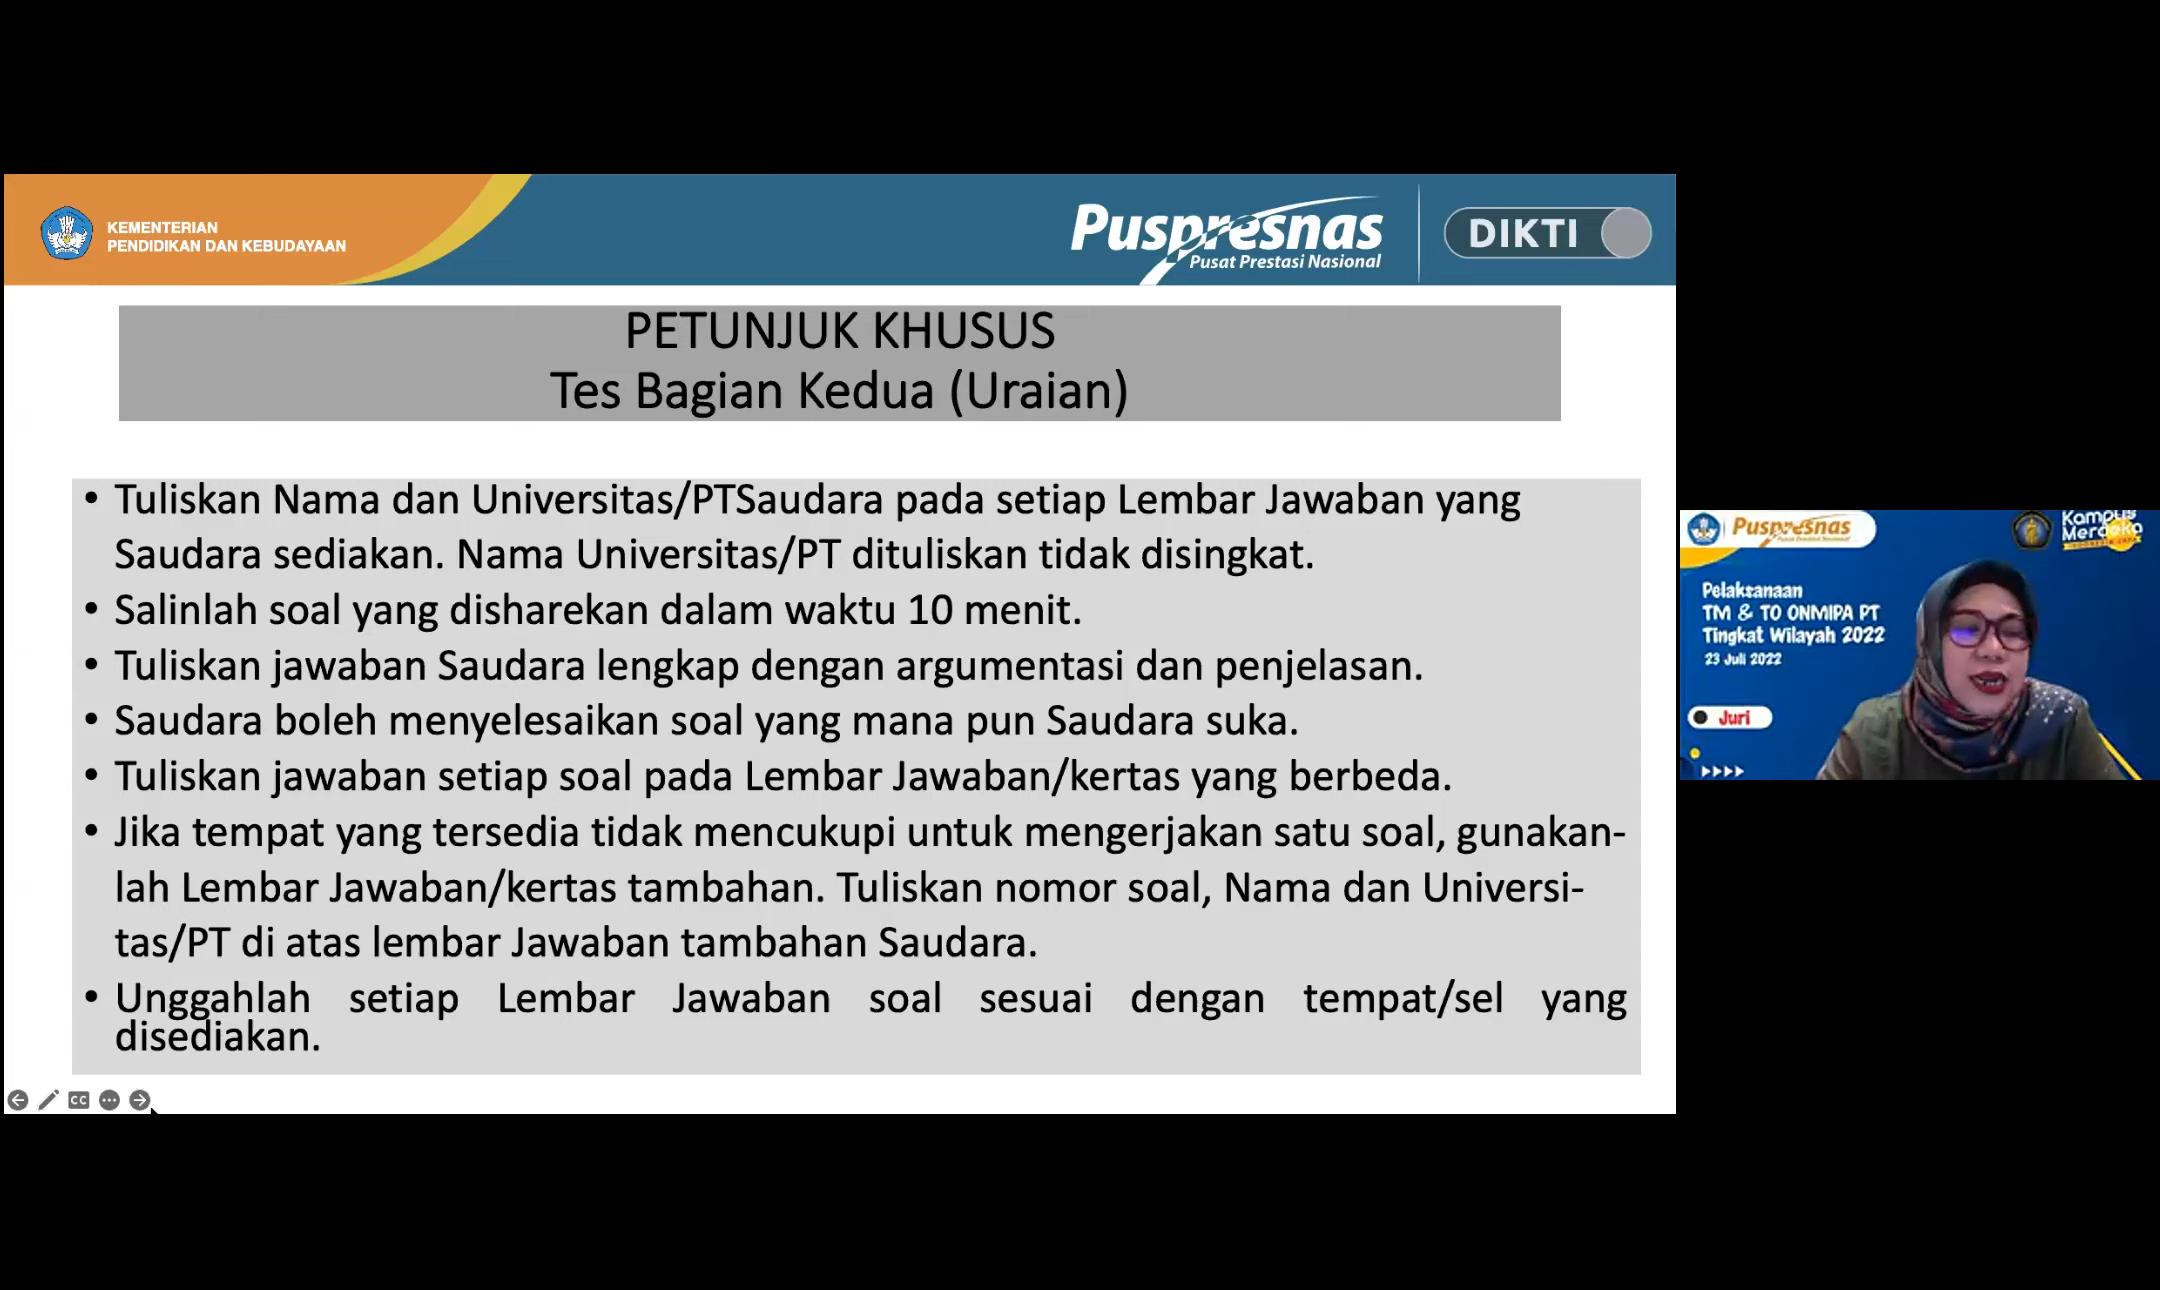 KEMENTERIAN
PENDIDIKAN DAN KEBUDAYAAN
Puspresnas
Pusat Prestasi Nasional
DIKTI
PETUNJUK KHUSUS
Tes Bagian Kedua (Uraian)
• Tuliskan Nama dan Universitas/PTSaudara pada setiap Lembar Jawaban yang
Saudara sediakan. Nama Universitas/PT dituliskan tidak disingkat.
• Salinlah soal yang disharekan dalam waktu 10 menit.
• Tuliskan jawaban Saudara lengkap dengan argumentasi dan penjelasan.
• Saudara boleh menyelesaikan soal yang mana pun Saudara suka.
• Tuliskan jawaban setiap soal pada Lembar Jawaban/kertas yang berbeda.
• Jika tempat yang tersedia tidak mencukupi untuk mengerjakan satu soal, gunakan-
lah Lembar Jawaban/kertas tambahan. Tuliskan nomor soal, Nama dan Universi-
tas/PT di atas lembar Jawaban tambahan Saudara.
• Unggahlah setiap Lembar Jawaban soal sesuai dengan tempat/sel yang
disediakan.
CC
Puspresnas
Kampus
Merdeka
Pelaksanaan
TM & TO ONMIPA PT
Tingkat Wilayah 2022
23 Juli 2022
Juri